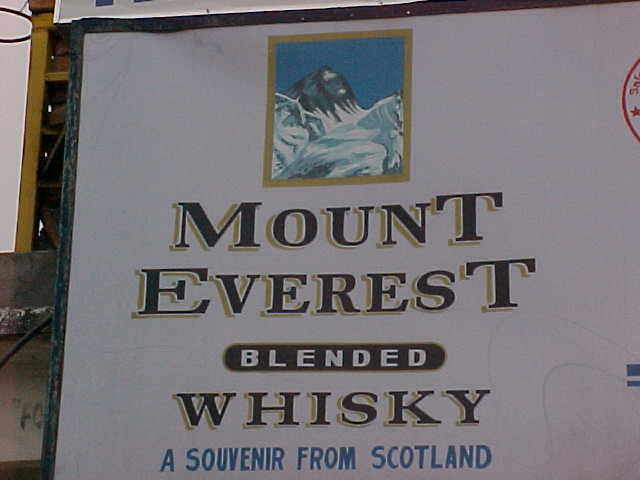 MOUNT
EVEREST
BLENDED
WHISKY
A SOUVENIR FROM SCOTLAND